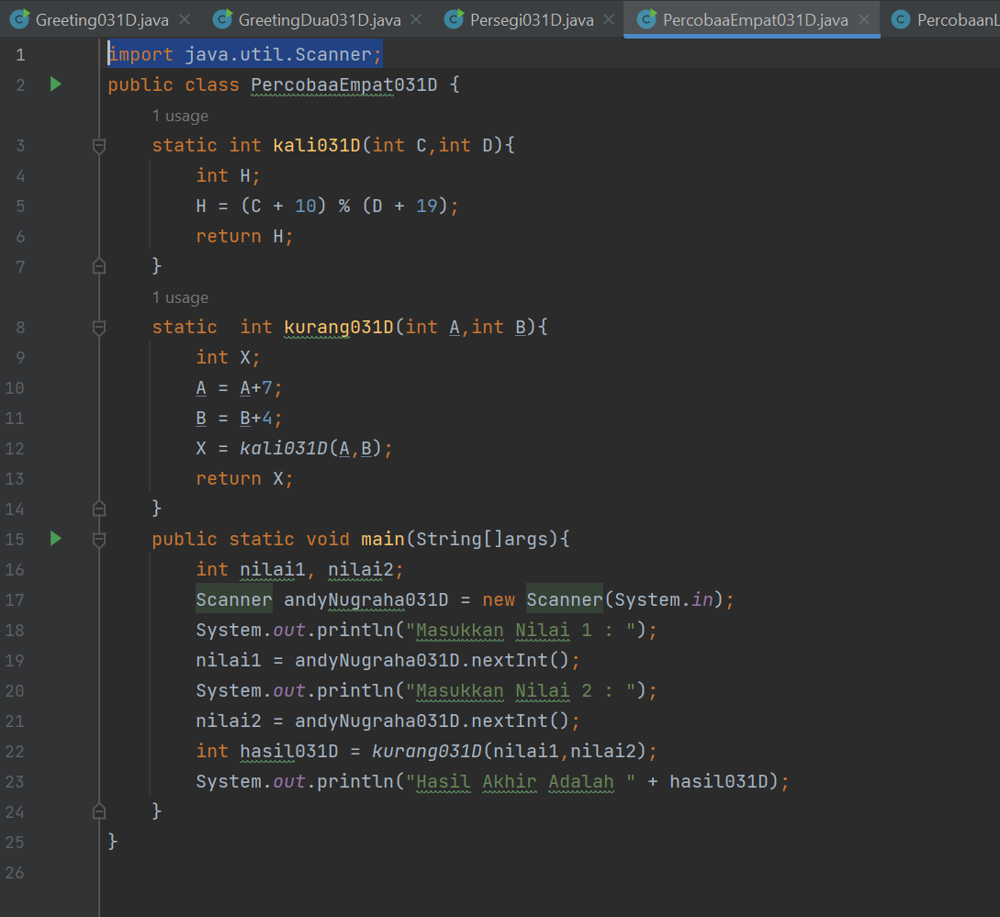 Greeting031D.java GreetingDua031D.java Persegi031D.java PercobaaEmpat031D.java PercobaanL
1 import java.util.Scanner;
2 public class PercobaaEmpat031D {
1 usage
3 static int kali031D(int C,int D){
4 int H;
5 H = (C + 10) % (D + 19);
6 return H;
7 }
1 usage
8 static  int kurang031D(int A,int B){
9 int X;
10 A = A+7;
11 B = B+4;
12 X = kali031D(A,B);
13 return X;
14 }
15 public static void main(String[]args){
16 int nilai1, nilai2;
17 Scanner andyNugraha031D = new Scanner(System.in);
18 System.out.println("Masukkan Nilai 1 : ");
19 nilai1 = andyNugraha031D.nextInt();
20 System.out.println("Masukkan Nilai 2 : ");
21 nilai2 = andyNugraha031D.nextInt();
22 int hasil031D = kurang031D(nilai1,nilai2);
23 System.out.println("Hasil Akhir Adalah " + hasil031D);
24 }
25 }
26